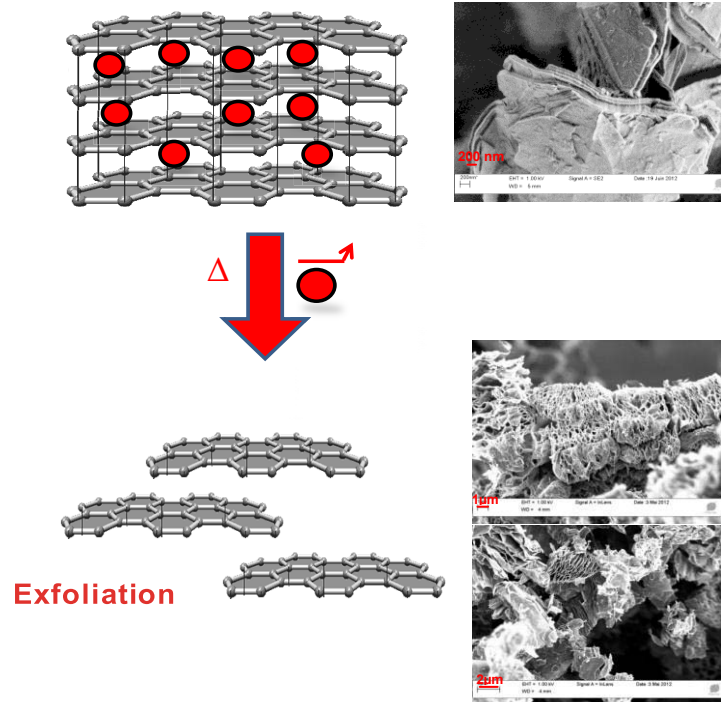 200 nm
200nm
EHT = 1.00 kV
Signal A = SE2
Date :19 Juin 2012
WD = 5 mm
Δ
1µm
EHT = 1.00 kV
Signal A = InLens
Date :3 Mai 2012
WD = 4 mm
Exfoliation
2µm
EHT = 1.00 kV
Signal A = InLens
Date :3 Mai 2012
WD = 4 mm